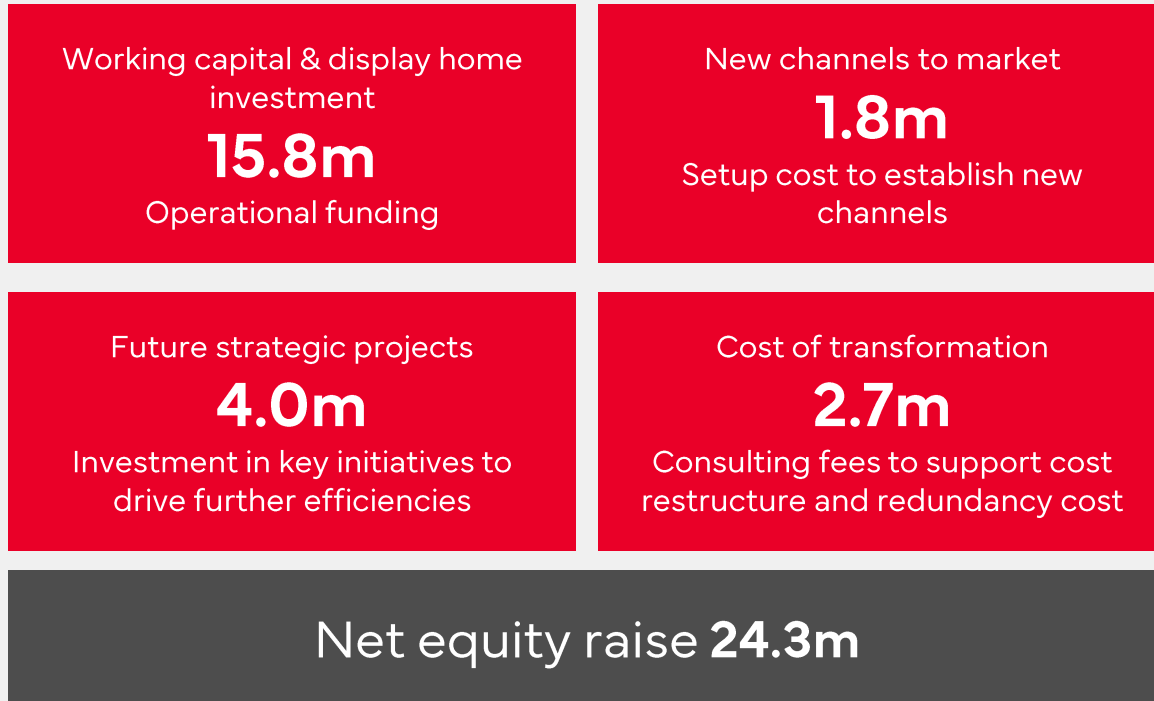 Working capital & display home
investment
15.8m
Operational funding
New channels to market
1.8m
Setup cost to establish new
channels
Future strategic projects
4.0m
Investment in key initiatives to
drive further efficiencies
Cost of transformation
2.7m
Consulting fees to support cost
restructure and redundancy cost
Net equity raise 24.3m